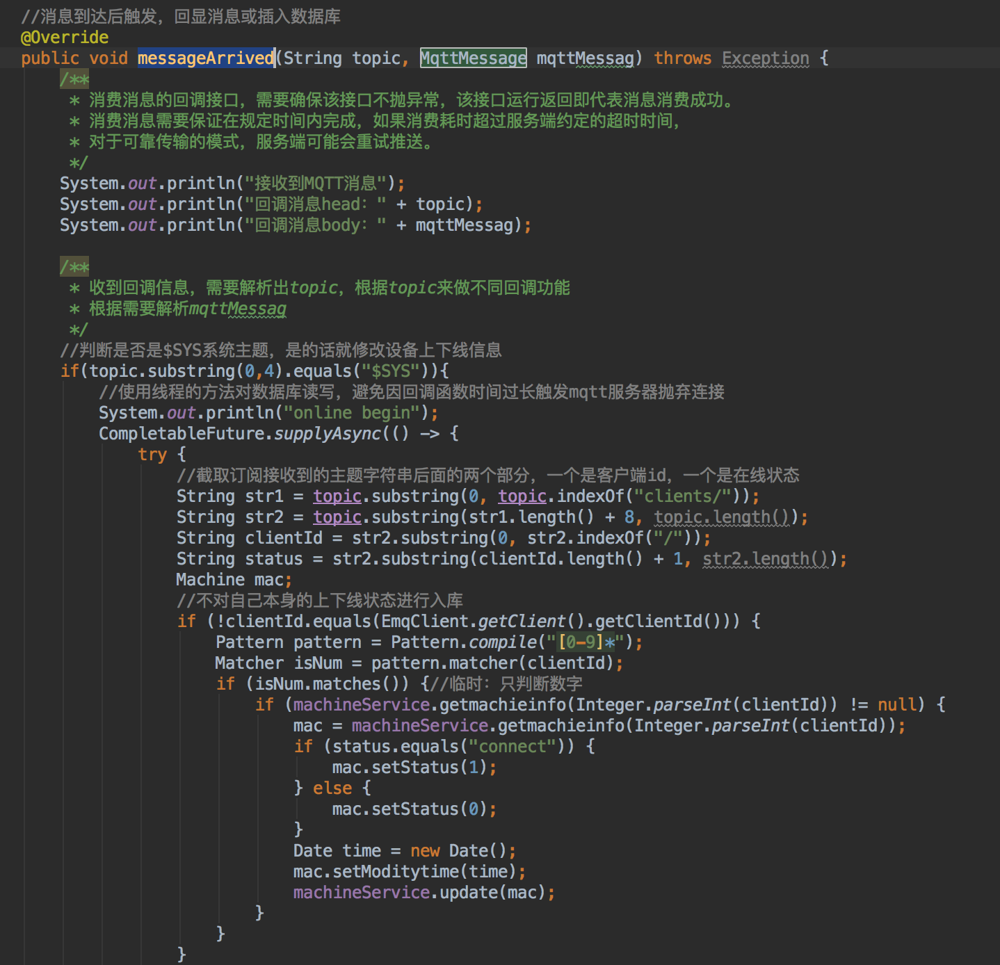 //消息到达后触发，回显消息或插入数据库
@Override
public void messageArrived(String topic, MqttMessage mqttMessag) throws Exception {
/**
* 消费消息的回调接口，需要确保该接口不抛异常，该接口运行返回即代表消息消费成功。
* 消费消息需要保证在规定时间内完成，如果消费耗时超过服务端约定的超时时间，
* 对于可靠传输的模式，服务端可能会重试推送。
*/
System.out.println("接收到MQTT消息");
System.out.println("回调消息head：" + topic);
System.out.println("回调消息body：" + mqttMessag);
/**
* 收到回调信息，需要解析出topic，根据topic来做不同回调功能
* 根据需要解析mqttMessag
*/
//判断是否是$SYS系统主题，是的话就修改设备上下线信息
if(topic.substring(0,4).equals("$SYS")){
//使用线程的方法对数据库读写，避免因回调函数时间过长触发mqtt服务器抛弃连接
System.out.println("online begin");
CompletableFuture.supplyAsync(() -> {
try {
//截取订阅接收到的主题字符串后面的两个部分，一个是客户端id，一个是在线状态
String str1 = topic.substring(0, topic.indexOf("clients/"));
String str2 = topic.substring(str1.length() + 8, topic.length());
String clientId = str2.substring(0, str2.indexOf("/"));
String status = str2.substring(clientId.length() + 1, str2.length());
Machine mac;
//不对自己本身的上下线状态进行入库
if (!clientId.equals(EmqClient.getClient().getClientId())) {
Pattern pattern = Pattern.compile("[0-9]*");
Matcher isNum = pattern.matcher(clientId);
if (isNum.matches()) {//临时：只判断数字
if (machineService.getmachieinfo(Integer.parseInt(clientId)) != null) {
mac = machineService.getmachieinfo(Integer.parseInt(clientId));
if (status.equals("connect")) {
mac.setStatus(1);
} else {
mac.setStatus(0);
}
Date time = new Date();
mac.setModitytime(time);
machineService.update(mac);
}
}
}